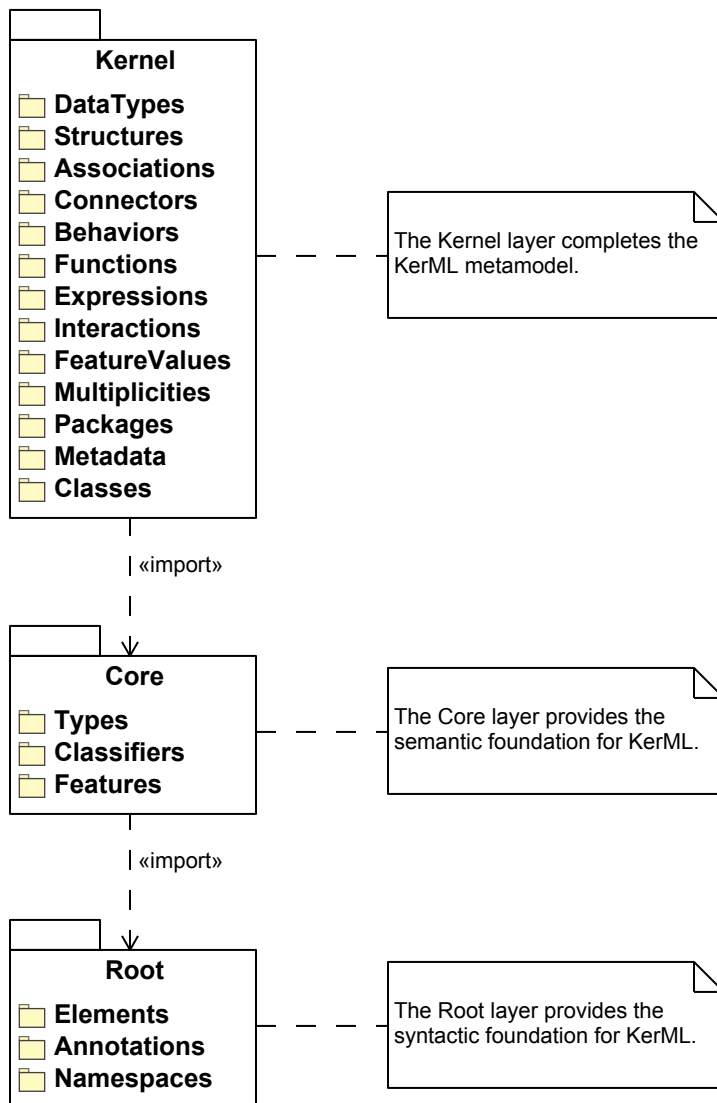 Kernel
DataTypes
Structures
Associations
Connectors
Behaviors
Functions
Expressions
Interactions
FeatureValues
Multiplicities
Packages
Metadata
Classes
The Kernel layer completes the
KerML metamodel.
«import»
Core
Types
Classifiers
Features
The Core layer provides the
semantic foundation for KerML.
«import»
Root
Elements
Annotations
Namespaces
The Root layer provides the
syntactic foundation for KerML.